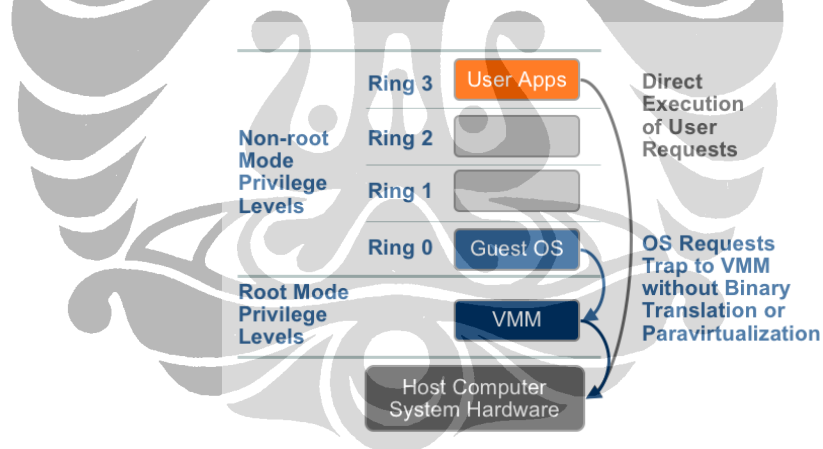 Ring 3
User Apps
Direct
Execution
of User
Requests
Ring 2
Non-root
Mode
Privilege
Levels
Ring 1
Ring 0
Guest OS
OS Requests
Trap to VMM
without Binary
Translation or
Paravirtualization
Root Mode
Privilege
Levels
VMM
Host Computer
System Hardware